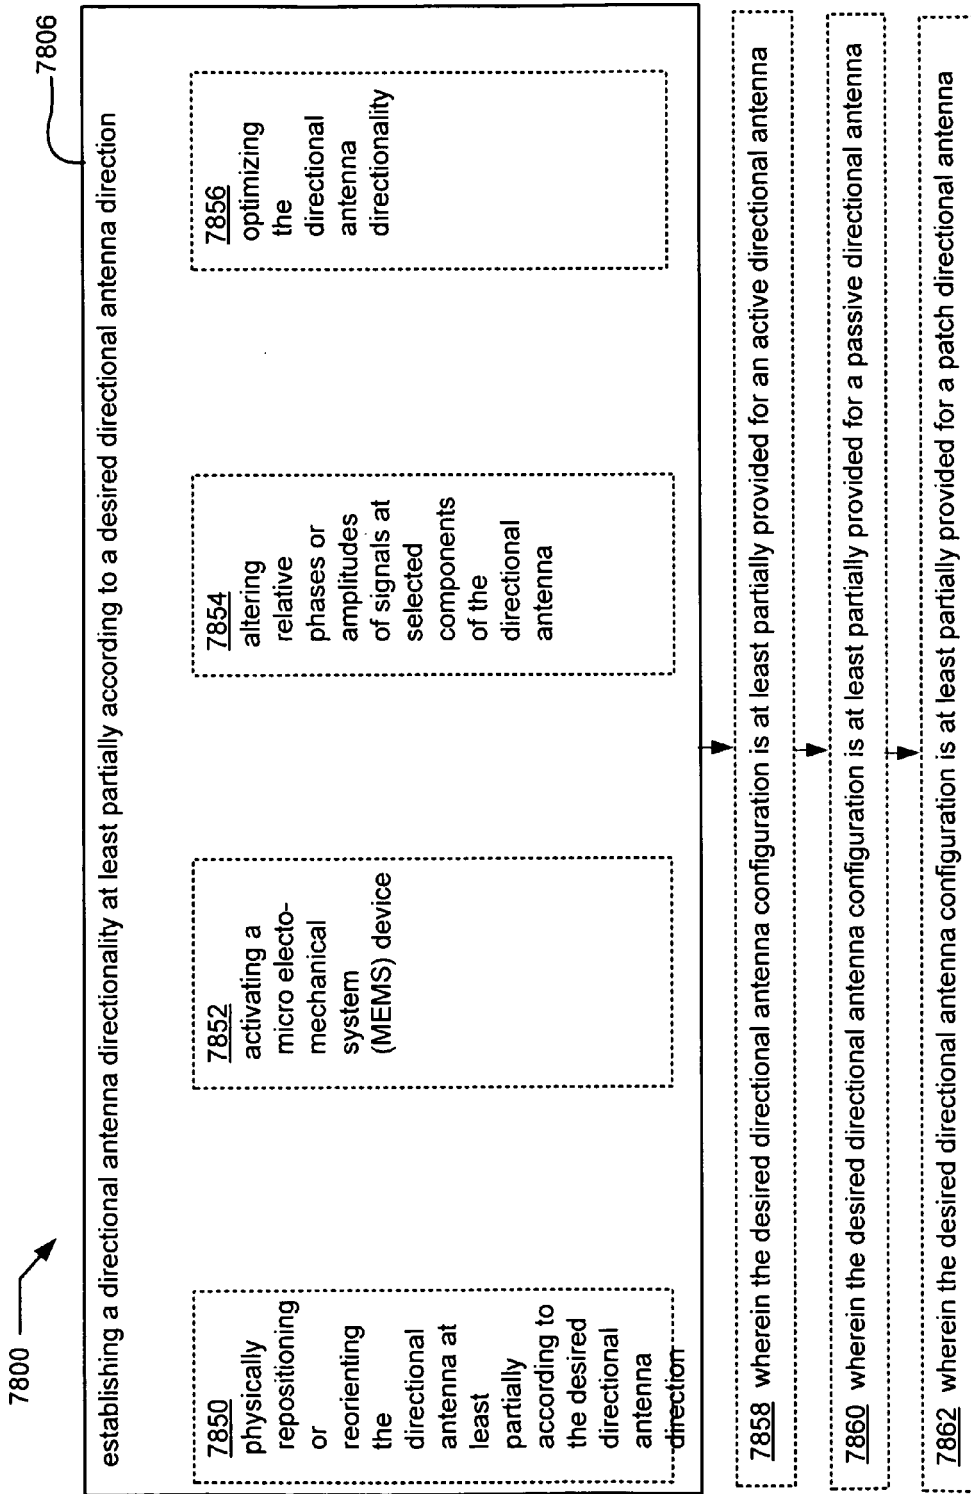 7800
7806
establishing a directional antenna directionality at least partially according to a desired directional antenna direction
7850
physically
repositioning
or
reorienting
the
directional
antenna at
least
partially
according to
the desired
directional
antenna
direction
7852
activating a
micro electo-
mechanical
system
(MEMS) device
7854
altering
relative
phases or
amplitudes
of signals at
selected
components
of the
directional
antenna
7856
optimizing
the
directional
antenna
directionality
7858 wherein the desired directional antenna configuration is at least partially provided for an active directional antenna
7860 wherein the desired directional antenna configuration is at least partially provided for a passive directional antenna
7862 wherein the desired directional antenna configuration is at least partially provided for a patch directional antenna